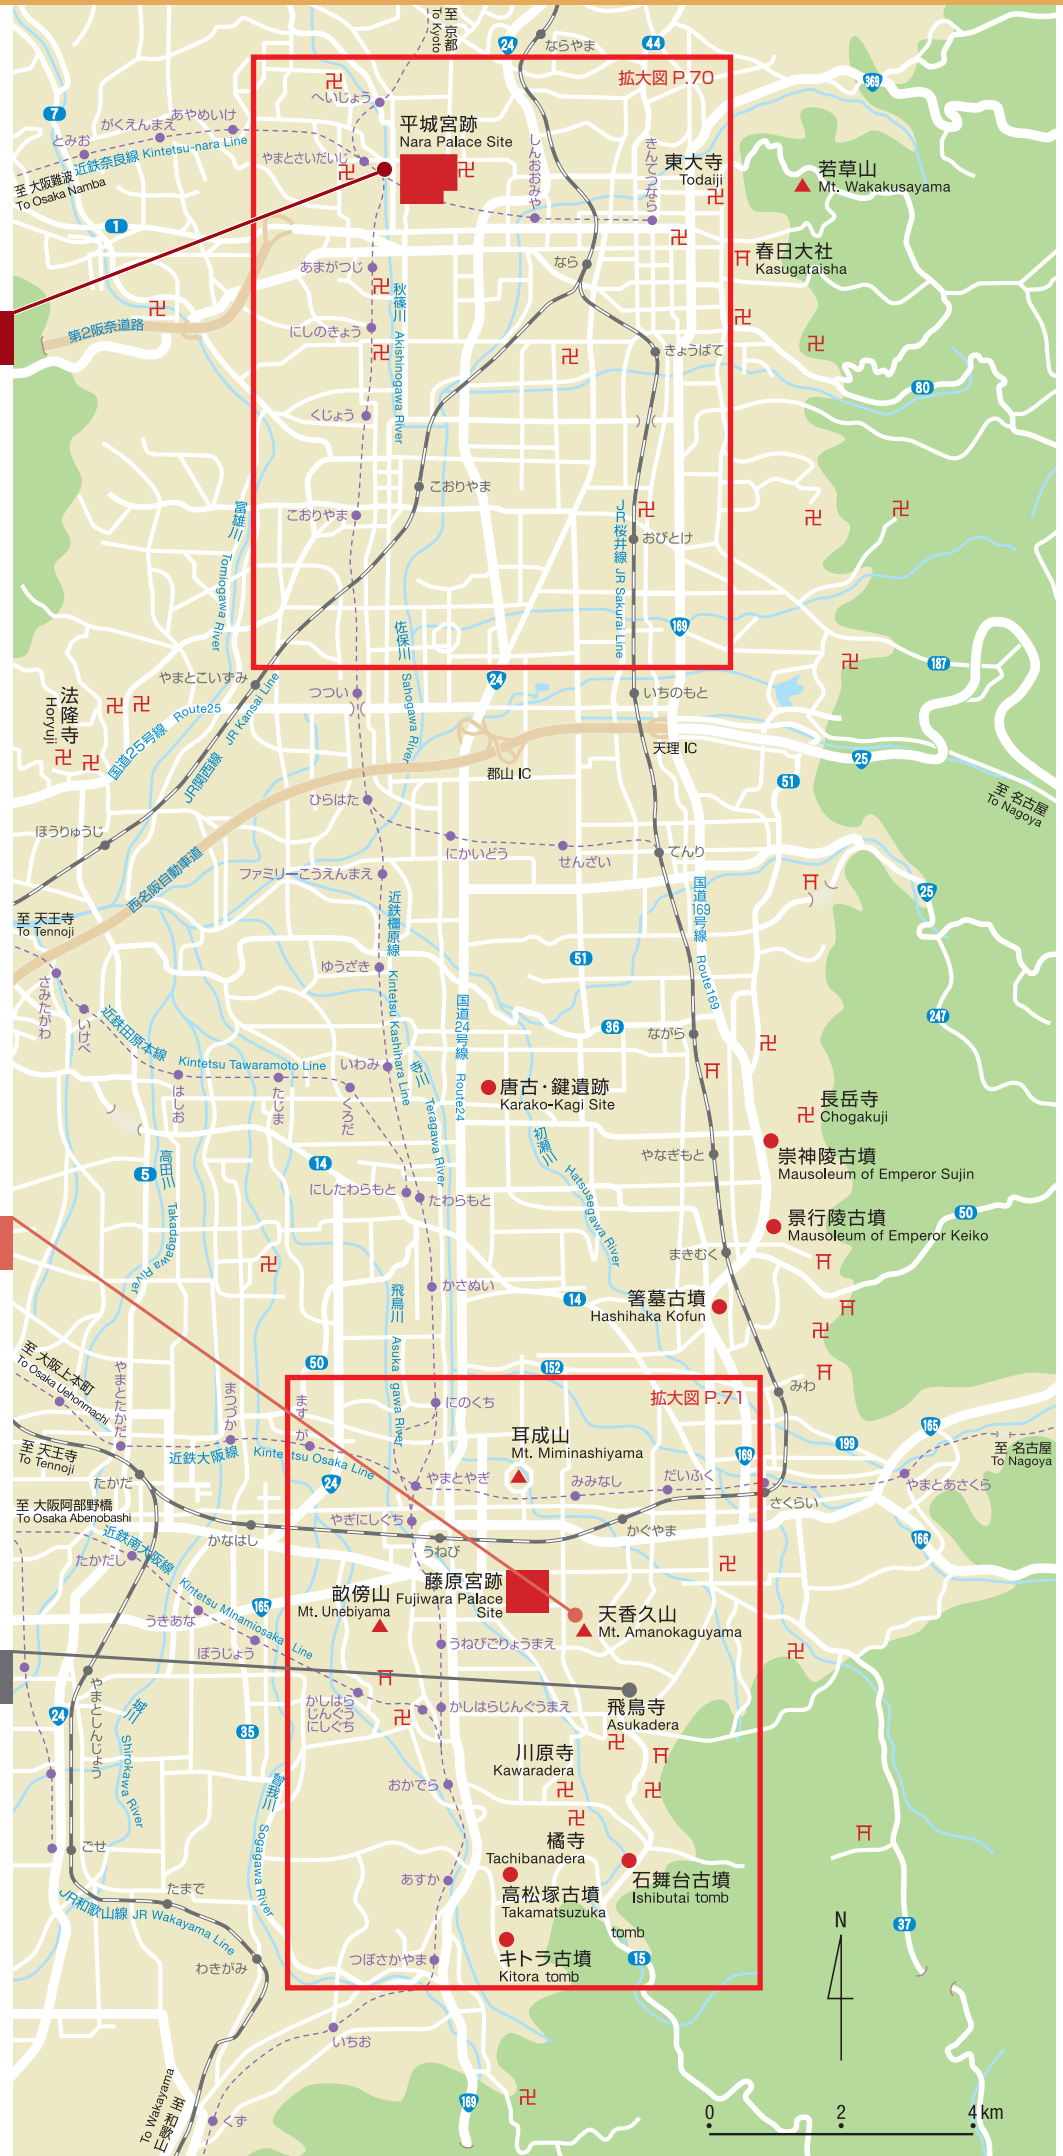 至 京都
To Kyoto
24
ならやま
44
拡大図 P.70
369
7
へいじょう
あやめいけ
がくえんまえ
とみお
近鉄奈良線 Kintetsu-nara Line
平城宮跡
Nara Palace Site
やまとさいだいじ
しんおおみや
きんてつなら
東大寺
Todaiji
若草山
Mt. Wakakusayama
至 大阪難波
To Osaka Namba
1
春日大社
Kasugataisha
あまがつじ
なら
秋篠川 Akishinogawa River
第2阪奈道路
にしのきょう
きょうばて
80
くじょう
こおりやま
こおりやま
富雄川 Tomiogawa River
JR桜井線 JR Sakurai Line
おびとけ
169
佐保川 Sahogawa River
187
やまとこいずみ
24
つつい
いちのもと
法隆寺
Horyuji
国道25号線 Route25
JR関西線 JR Kansai Line
天理 IC
郡山 IC
25
51
至 名古屋
To Nagoya
ひらはた
ほうりゅうじ
にかいどう
せんざい
てんり
西名阪自動車道
ファミリーこうえんまえ
25
至 天王寺
To Tennoji
近鉄橿原線 Kintetsu Kashihara Line
国道169号線 Route169
51
ゆうざき
さみたがわ
いけべ
国道24号線 Route24
36
ながら
247
近鉄田原本線 Kintetsu Tawaramoto Line
いわみ
寺川 Teragawa River
はしお
たじま
くろだ
唐古・鍵遺跡
Karako-Kagi Site
長岳寺
Chogakuji
初瀬川 Hatsusegawa River
崇神陵古墳
Mausoleum of Emperor Sujin
やなぎもと
14
5
高田川 Takadagawa River
にしたわらもと
たわらもと
景行陵古墳
Mausoleum of Emperor Keiko
50
まきむく
飛鳥川 Asuka gawa River
かさぬい
14
箸墓古墳
Hashihaka Kofun
50
152
至 大阪上本町
To Osaka Uehonmachi
やまとたかだ
まつづか
ますが
拡大図 P.71
みわ
にのくち
耳成山
Mt. Miminashiyama
165
199
169
至 天王寺
To Tennoji
近鉄大阪線 Kintetsu Osaka Line
至 名古屋
To Nagoya
たかだ
24
やまとやぎ
みみなし
だいふく
やまとあさくら
さくらい
至 大阪阿部野橋
To Osaka Abenobashi
やぎにしぐち
かぐやま
かなはし
うねび
166
近鉄南大阪線 Kintetsu MInamiosaka Line
たかだし
165
畝傍山
Mt. Unebiyama
藤原宮跡
Fujiwara Palace
Site
天香久山
Mt. Amanokaguyama
うきあな
ぼうじょう
うねびごりょうまえ
やまとしんじょう
かしはら
じんぐう
にしぐち
かしはらじんぐうまえ
飛鳥寺
Asukadera
24
城川 Shirokawa River
35
川原寺
Kawaradera
曽我川 Sogagawa River
おかでら
橘寺
Tachibanadera
ごせ
あすか
石舞台古墳
Ishibutai tomb
高松塚古墳
Takamatsuzuka
tomb
たまで
JR和歌山線 JR Wakayama Line
わきがみ
つぼさかやま
キトラ古墳
Kitora tomb
15
37
N
いちお
至 和歌山
To Wakayama
くず
169
0 2 4 km